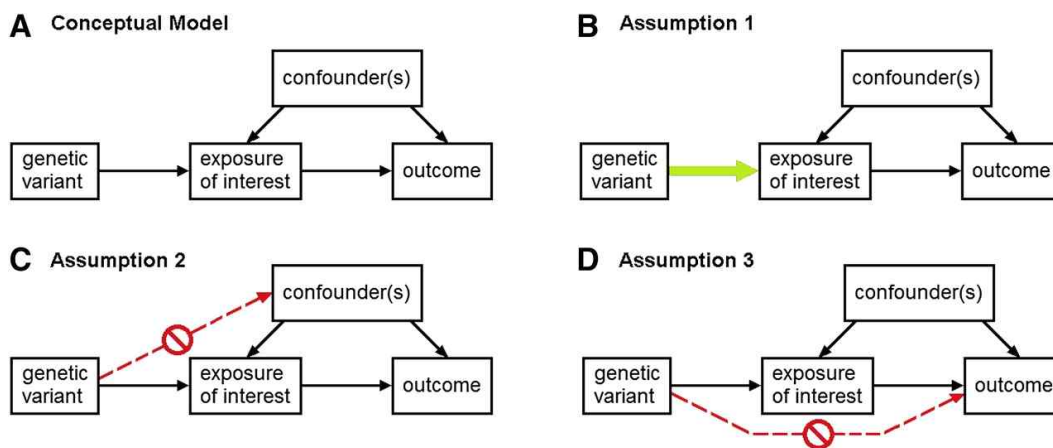 A Conceptual Model
confounder(s)
genetic
variant
exposure
of interest
outcome
B Assumption 1
confounder(s)
genetic
variant
exposure
of interest
outcome
C Assumption 2
confounder(s)
genetic
variant
exposure
of interest
outcome
D Assumption 3
confounder(s)
genetic
variant
exposure
of interest
outcome